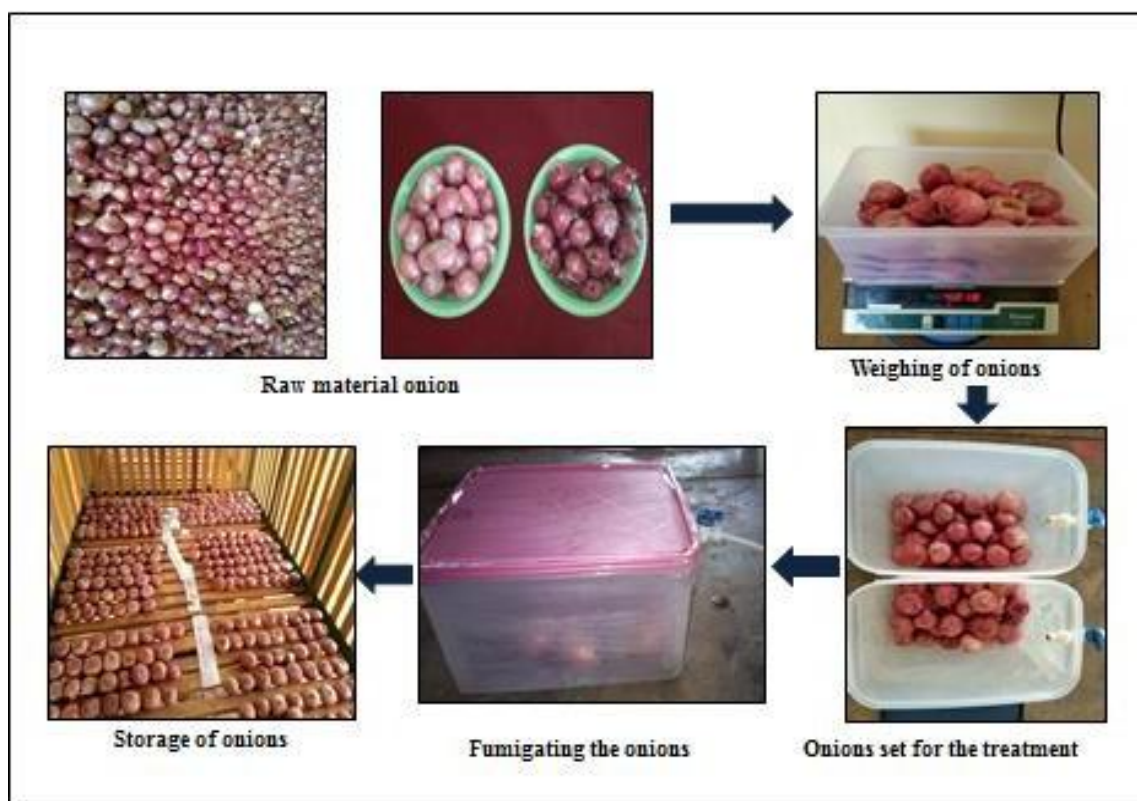 Raw material onion
Weighing of onions
Storage of onions
Fumigating the onions
Onions set for the treatment